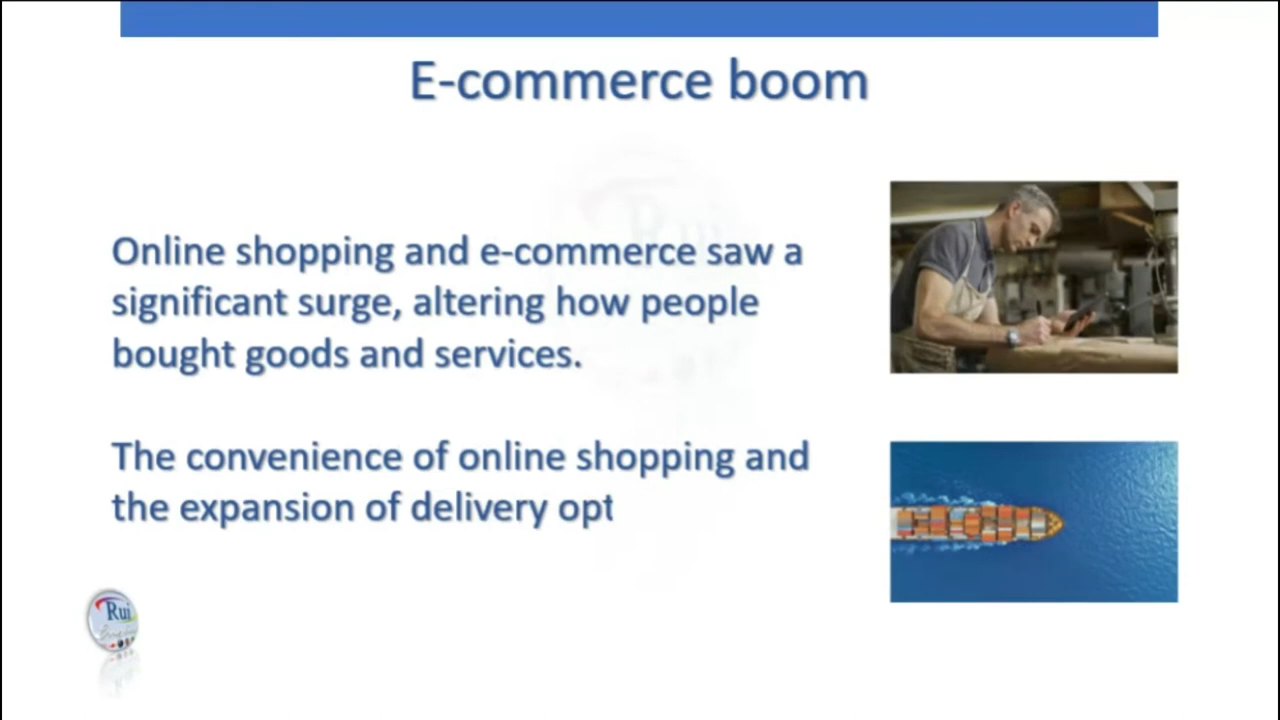 E-commerce boom
Online shopping and e-commerce saw a
significant surge, altering how people
bought goods and services.
The convenience of online shopping and
the expansion of delivery opt
Rui